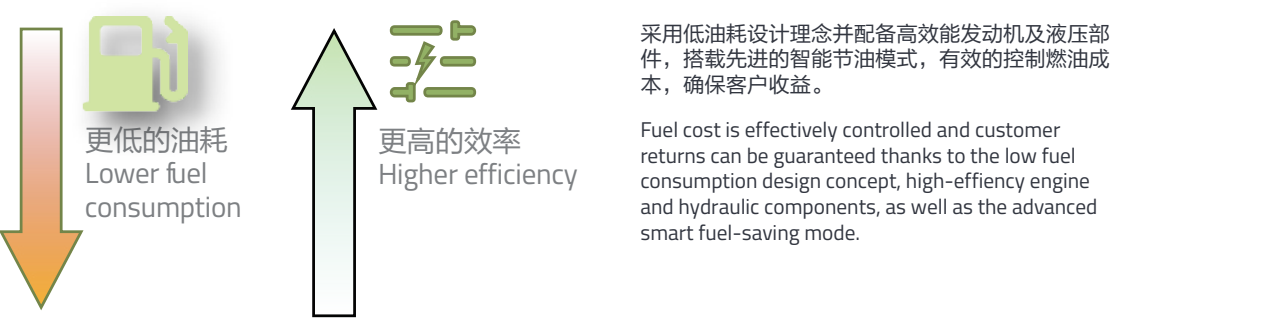 更低的油耗
Lower fuel
consumption
更高的效率
Higher efficiency
采用低油耗设计理念并配备高效能发动机及液压部
件，搭载先进的智能节油模式，有效的控制燃油成
本，确保客户收益。
Fuel cost is effectively controlled and customer
returns can be guaranteed thanks to the low fuel
consumption design concept, high-effiency engine
and hydraulic components, as well as the advanced
smart fuel-saving mode.